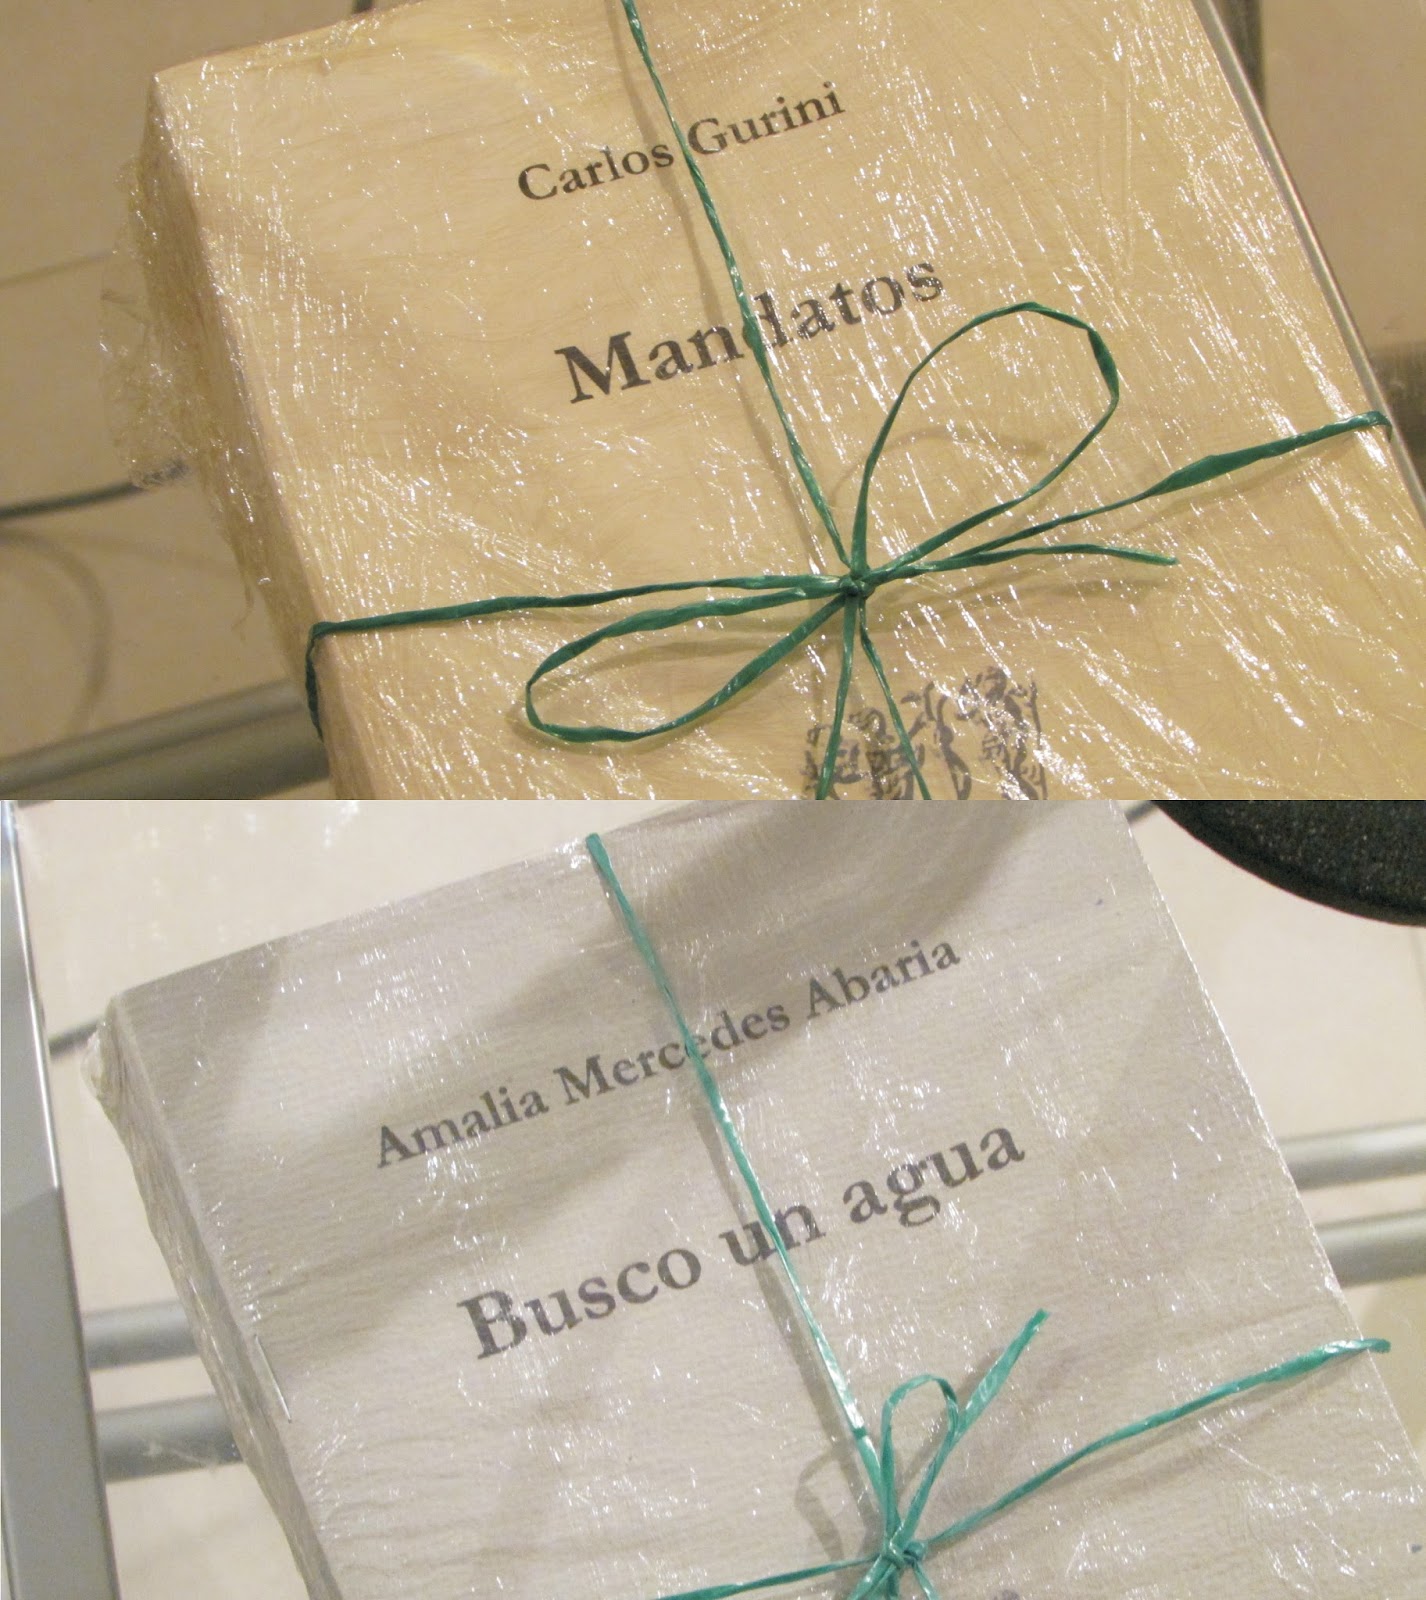 Carlos Gurini
Mandatos
Amalia Mercedes Abaria
Busco un agua